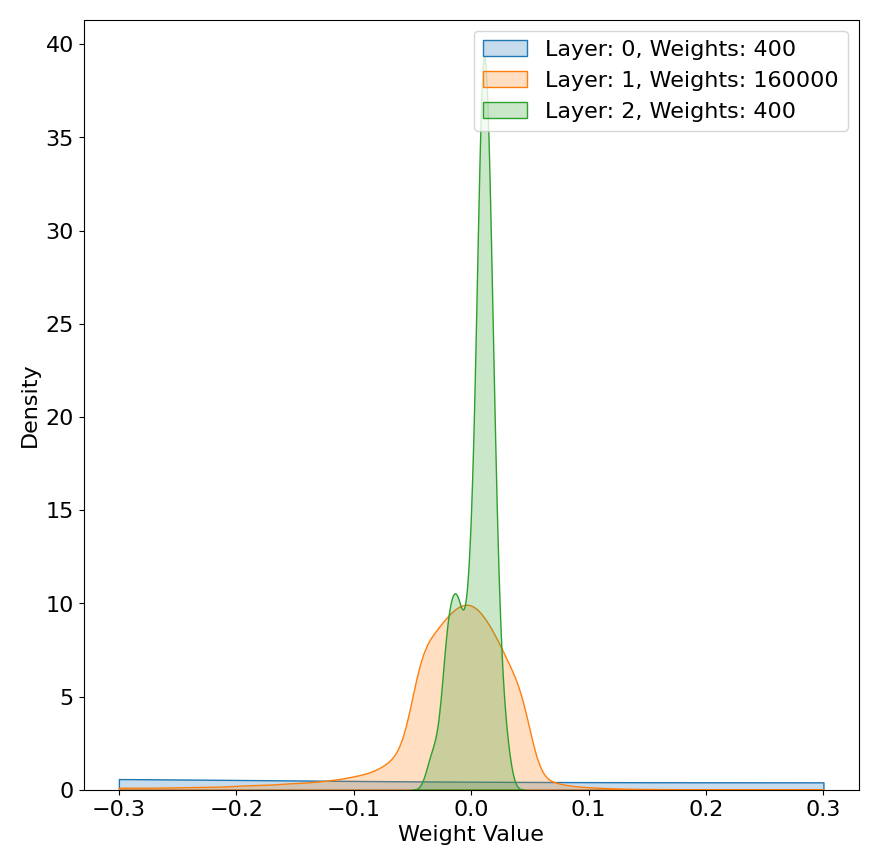 Layer: 0, Weights: 400
Layer: 1, Weights: 160000
Layer: 2, Weights: 400
40
35
30
25
20
15
10
5
0
Density
−0.3 −0.2 −0.1 0.0 0.1 0.2 0.3
Weight Value